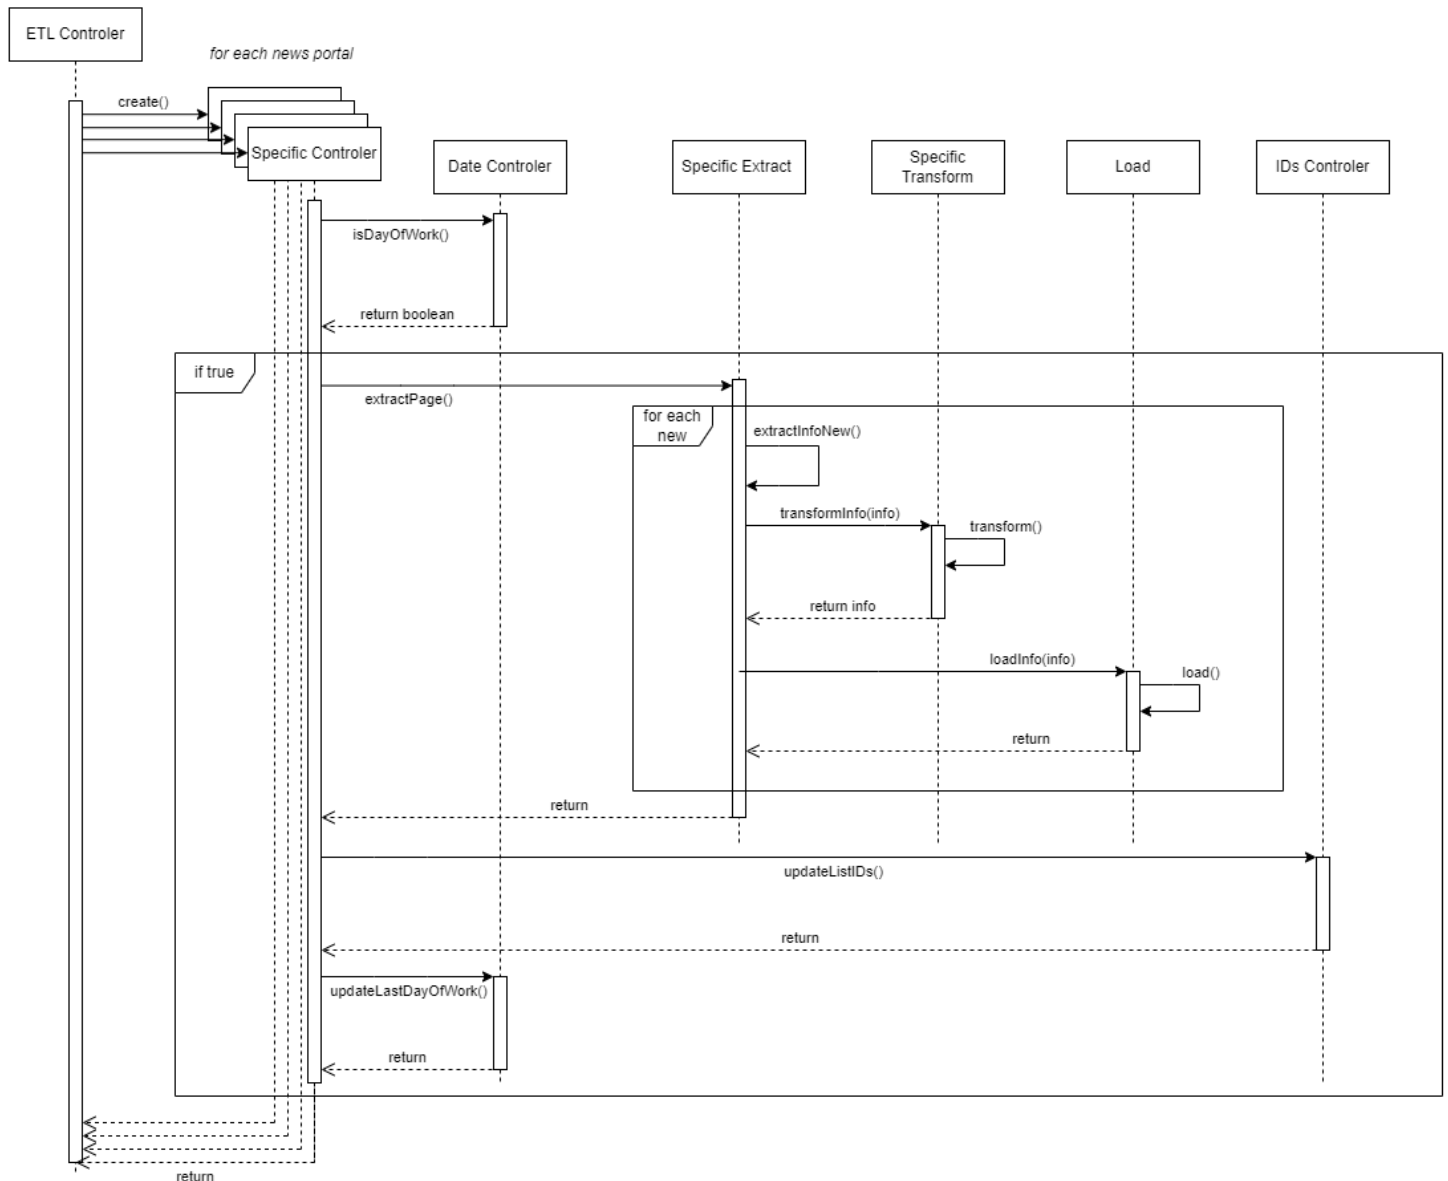 ETL Controler
for each news portal
create()
Specific Controler
Date Controler
Specific Extract
Specific
Transform
Load
IDs Controler
isDayOfWork()
return boolean
if true
extractPage()
for each
new
extractInfoNew()
transformInfo(info)
transform()
return info
loadInfo(info)
load()
return
return
updateListIDs()
return
updateLastDayOfWork()
return
return